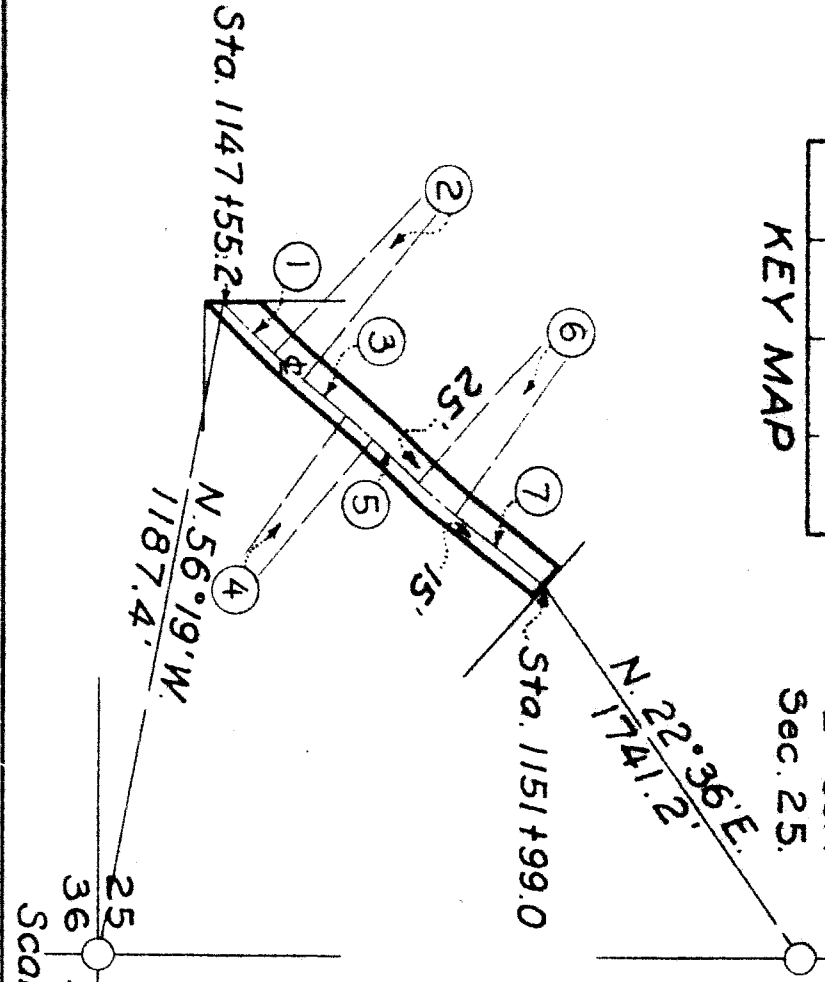 KEY MAP
Sec. 25.
Sta. 1147+55.2
2
1
6
3
℄
25'
7
5
4
15'
Sta. 1151+99.0
N. 22°36'E.
1741.2'
N. 56°19'W.
1187.4'
25
36